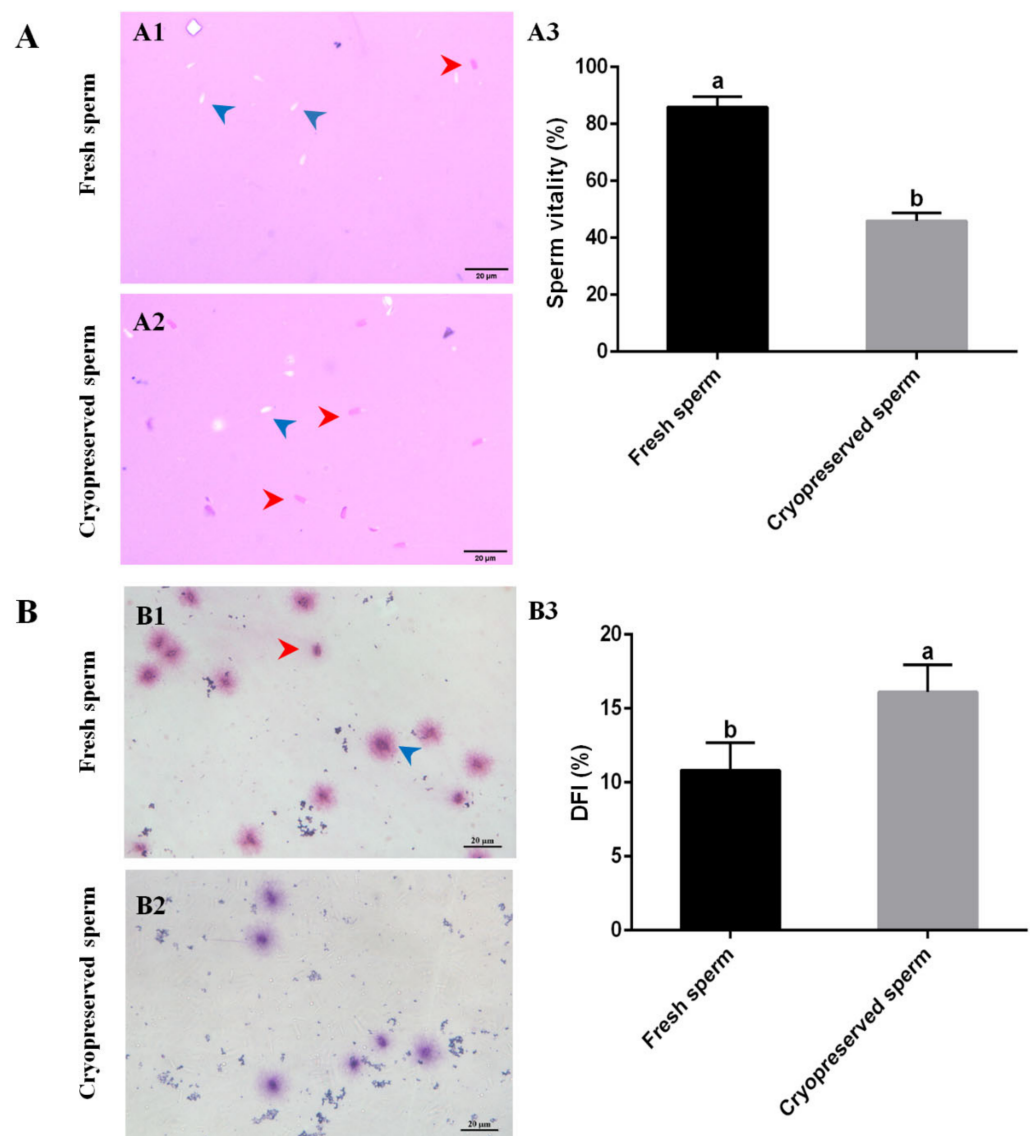 A
A1
Fresh sperm
20 µm
A2
Cryopreserved sperm
20 µm
A3
Sperm vitality (%)
100
80
60
40
20
0
a
b
Fresh sperm
Cryopreserved sperm
B
B1
Fresh sperm
20 µm
B2
Cryopreserved sperm
20 µm
B3
DFI (%)
20
15
10
5
0
b
a
Fresh sperm
Cryopreserved sperm